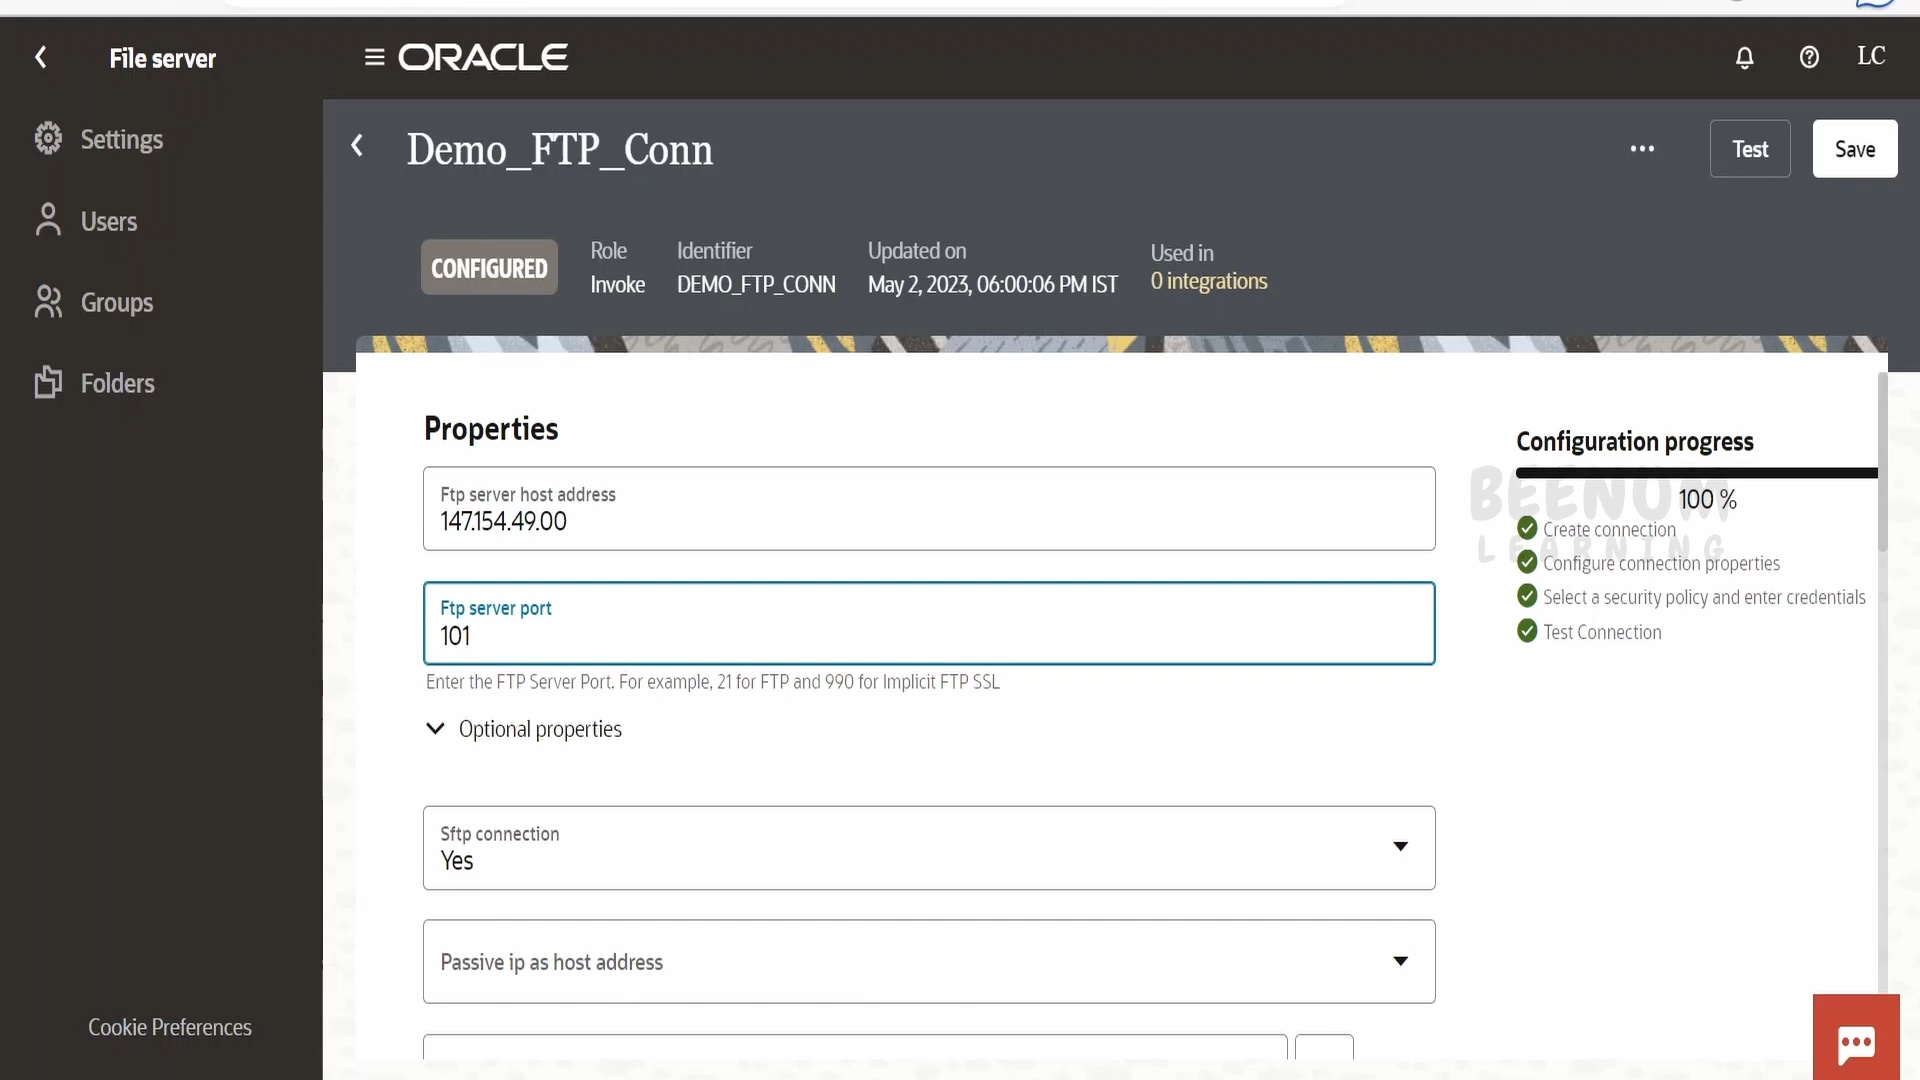 File server
ORACLE
LC
Settings
Users
Groups
Folders
Cookie Preferences
Demo_FTP_Conn
Test
Save
CONFIGURED
Role
Invoke
Identifier
DEMO_FTP_CONN
Updated on
May 2, 2023, 06:00:06 PM IST
Used in
0 integrations
Properties
Ftp server host address
147.154.49.00
Ftp server port
101
Enter the FTP Server Port. For example, 21 for FTP and 990 for Implicit FTP SSL
Optional properties
Sftp connection
Yes
Passive ip as host address
Configuration progress
100 %
Create connection
Configure connection properties
Select a security policy and enter credentials
Test Connection
BEENUM
LEARNING